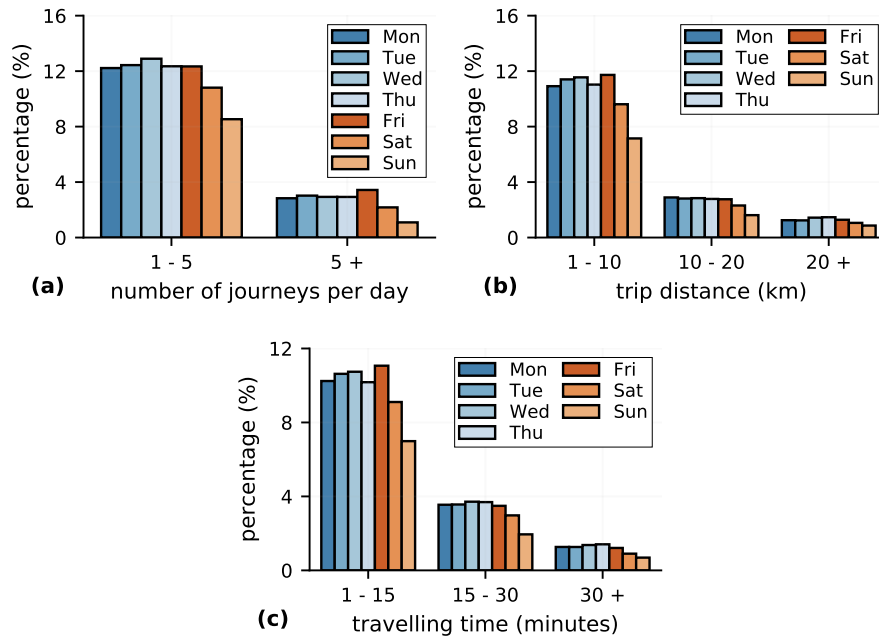 16
12
8
4
0
percentage (%)
Mon
Tue
Wed
Thu
Fri
Sat
Sun
1 - 5
5 +
(a)
number of journeys per day
16
12
8
4
0
percentage (%)
Mon
Tue
Wed
Thu
Fri
Sat
Sun
1 - 10
10 - 20
20 +
(b)
trip distance (km)
12
8
4
0
percentage (%)
Mon
Tue
Wed
Thu
Fri
Sat
Sun
1 - 15
15 - 30
30 +
(c)
travelling time (minutes)